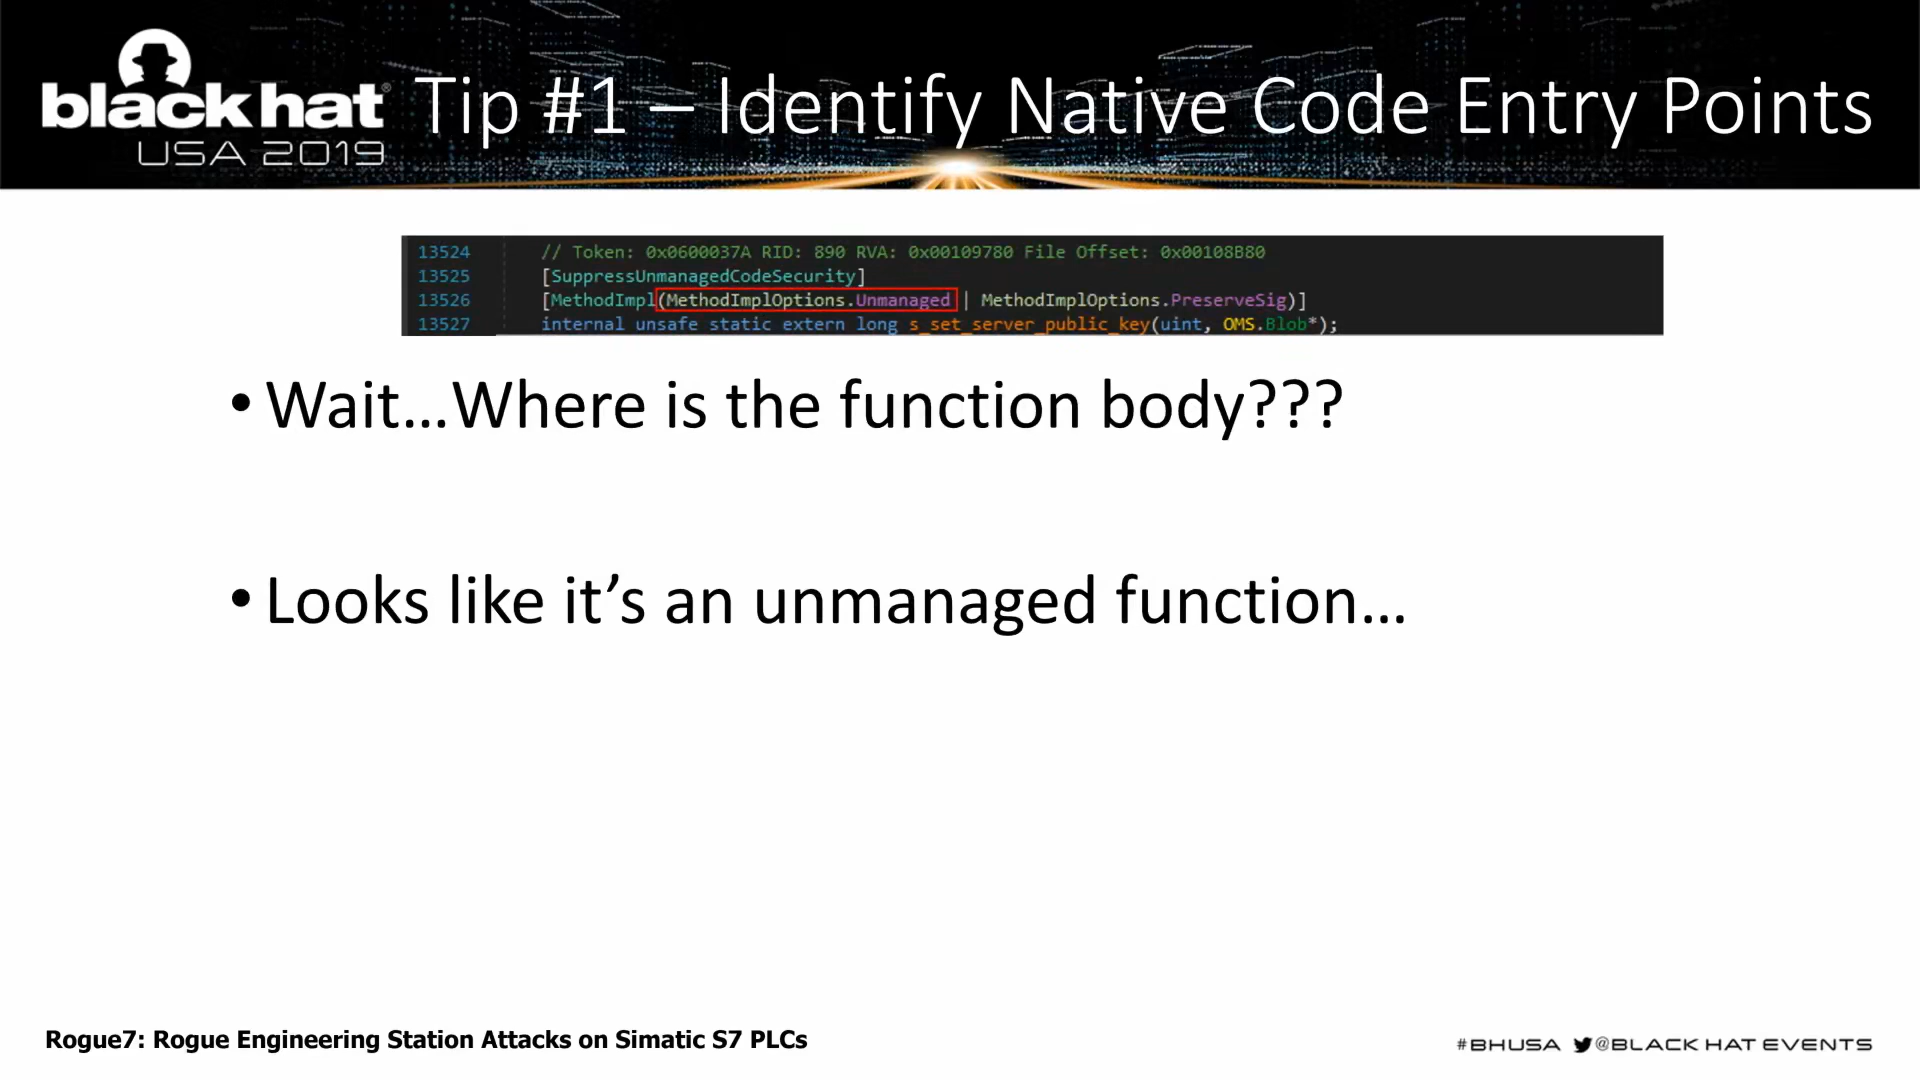 black hat®
USA 2019
Tip #1 – Identify Native Code Entry Points
13524 // Token: 0x0600037A RID: 890 RVA: 0x00109780 File Offset: 0x00108B80
13525 [SuppressUnmanagedCodeSecurity]
13526 [MethodImpl(MethodImplOptions.Unmanaged | MethodImplOptions.PreserveSig)]
13527 internal unsafe static extern long s_set_server_public_key(uint, OMS.Blob*);
• Wait…Where is the function body???
• Looks like it’s an unmanaged function…
Rogue7: Rogue Engineering Station Attacks on Simatic S7 PLCs
#BHUSA @BLACK HAT EVENTS